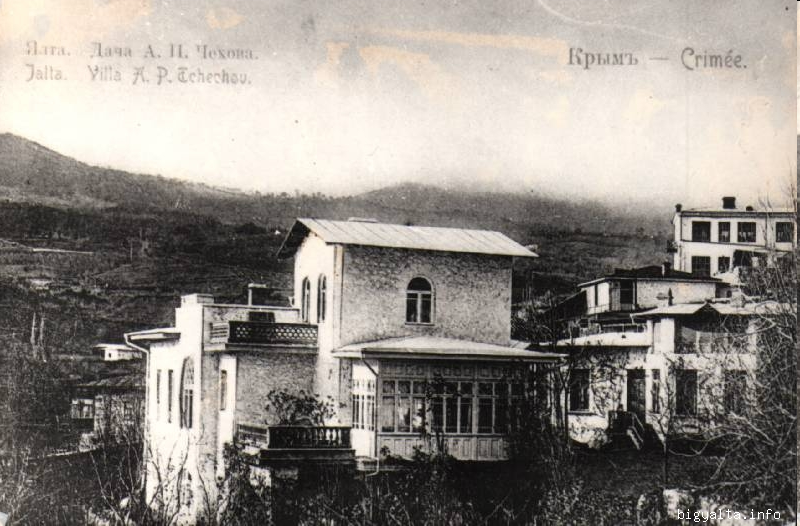 Ялта. Дача А. П. Чехова.
Jalta. Villa A. P. Tchechov.
Крымъ — Crimée.
bigyalta.info